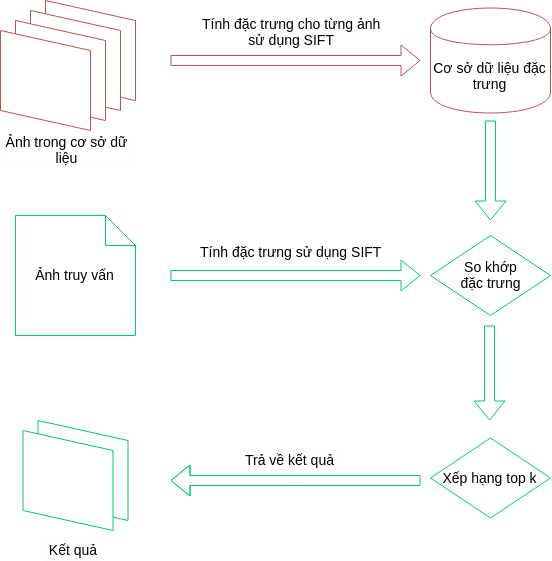 Tính đặc trưng cho từng ảnh
sử dụng SIFT
Cơ sở dữ liệu đặc
trưng
Ảnh trong cơ sở dữ
liệu
Ảnh truy vấn
Tính đặc trưng sử dụng SIFT
So khớp
đặc trưng
Trả về kết quả
Xếp hạng top k
Kết quả